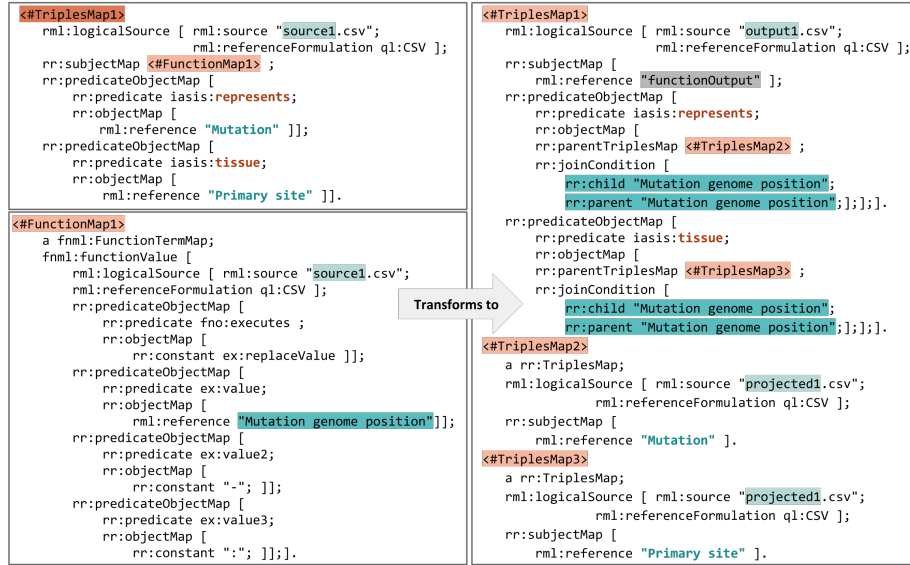 <#TriplesMap1>
rml:logicalSource [ rml:source "source1.csv";
rml:referenceFormulation ql:CSV ];
rr:subjectMap <#FunctionMap1> ;
rr:predicateObjectMap [
rr:predicate iasis:represents;
rr:objectMap [
rml:reference "Mutation" ]];
rr:predicateObjectMap [
rr:predicate iasis:tissue;
rr:objectMap [
rml:reference "Primary site" ]].
<#FunctionMap1>
a fnml:FunctionTermMap;
fnml:functionValue [
rml:logicalSource [ rml:source "source1.csv";
rml:referenceFormulation ql:CSV ];
rr:predicateObjectMap [
rr:predicate fno:executes ;
rr:objectMap [
rr:constant ex:replaceValue ]];
rr:predicateObjectMap [
rr:predicate ex:value;
rr:objectMap [
rml:reference "Mutation genome position"]];
rr:predicateObjectMap [
rr:predicate ex:value2;
rr:objectMap [
rr:constant "-"; ]];
rr:predicateObjectMap [
rr:predicate ex:value3;
rr:objectMap [
rr:constant ":"; ]];].
Transforms to
<#TriplesMap1>
rml:logicalSource [ rml:source "output1.csv";
rml:referenceFormulation ql:CSV ];
rr:subjectMap [
rml:reference "functionOutput" ];
rr:predicateObjectMap [
rr:predicate iasis:represents;
rr:objectMap [
rr:parentTriplesMap <#TriplesMap2> ;
rr:joinCondition [
rr:child "Mutation genome position";
rr:parent "Mutation genome position";];];].
rr:predicateObjectMap [
rr:predicate iasis:tissue;
rr:objectMap [
rr:parentTriplesMap <#TriplesMap3> ;
rr:joinCondition [
rr:child "Mutation genome position";
rr:parent "Mutation genome position";];];].
<#TriplesMap2>
a rr:TriplesMap;
rml:logicalSource [ rml:source "projected1.csv";
rml:referenceFormulation ql:CSV ];
rr:subjectMap [
rml:reference "Mutation" ].
<#TriplesMap3>
a rr:TriplesMap;
rml:logicalSource [ rml:source "projected1.csv";
rml:referenceFormulation ql:CSV ];
rr:subjectMap [
rml:reference "Primary site" ].